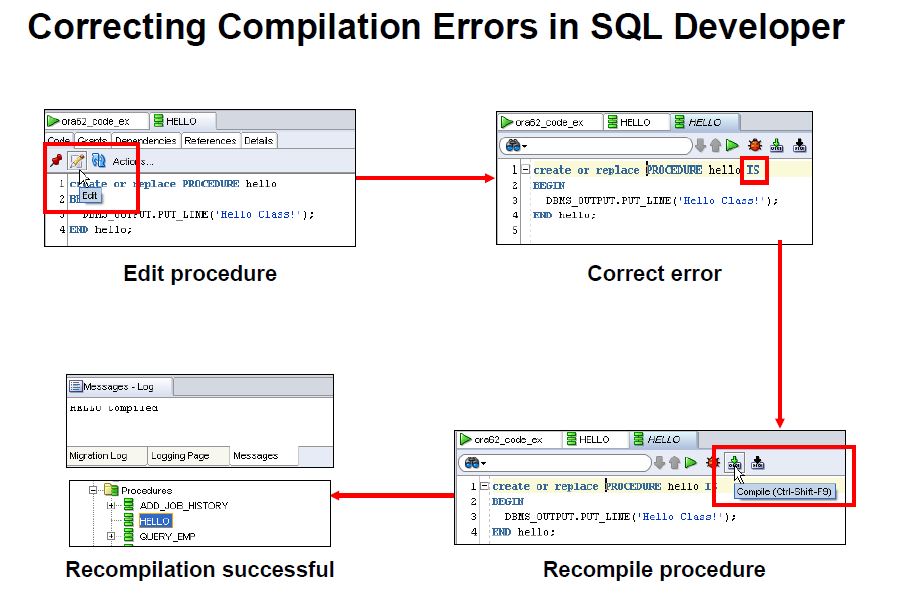 Correcting Compilation Errors in SQL Developer
ora62_code_ex HELLO
Code Grants Dependencies References Details
Actions...
1 create or replace PROCEDURE hello
2 BE
Edit
3 DBMS_OUTPUT.PUT_LINE('Hello Class!');
4 END hello;
Edit procedure
ora62_code_ex HELLO HELLO
1 create or replace PROCEDURE hello IS
2 BEGIN
3 DBMS_OUTPUT.PUT_LINE('Hello Class!');
4 END hello;
5
Correct error
Messages - Log
HELLO Compiled
Migration Log Logging Page Messages
Procedures
ADD_JOB_HISTORY
HELLO
QUERY_EMP
Recompilation successful
ora62_code_ex HELLO HELLO
1 create or replace PROCEDURE hello IS
Compile (Ctrl-Shift-F9)
2 BEGIN
3 DBMS_OUTPUT.PUT_LINE('Hello Class!');
4 END hello;
Recompile procedure